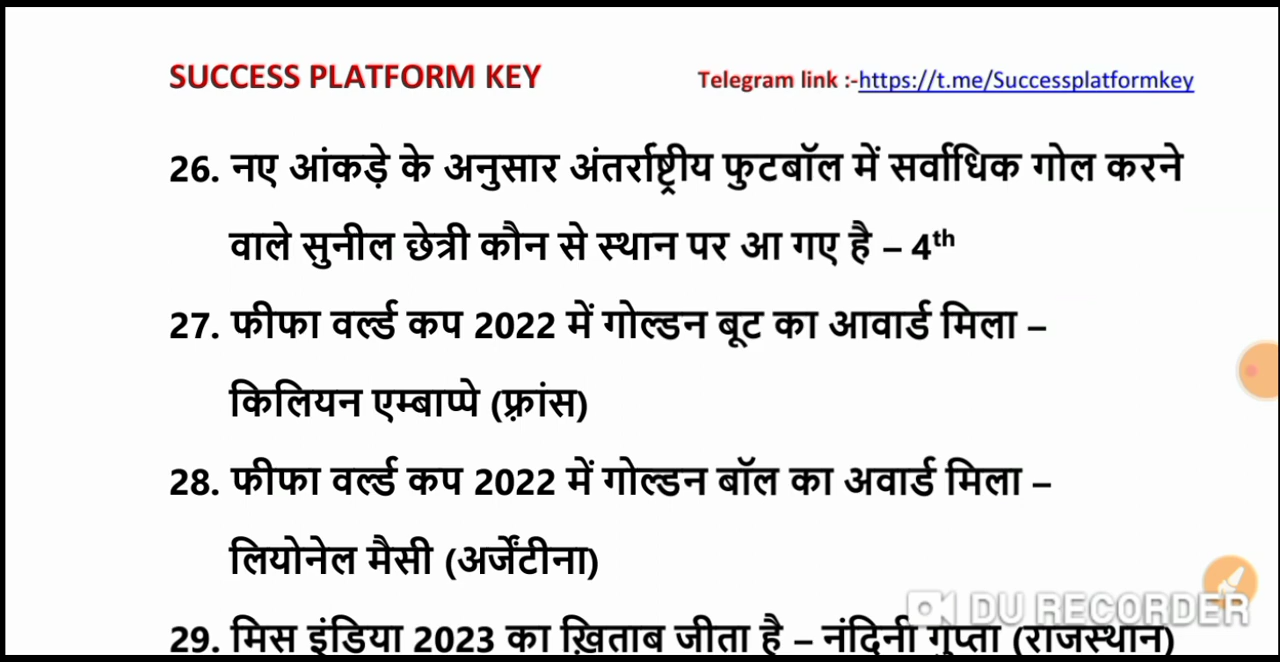 SUCCESS PLATFORM KEY Telegram link :-https://t.me/Successplatformkey
26. नए आंकड़े के अनुसार अंतर्राष्ट्रीय फुटबॉल में सर्वाधिक गोल करने
वाले सुनील छेत्री कौन से स्थान पर आ गए है – 4th
27. फीफा वर्ल्ड कप 2022 में गोल्डन बूट का आवार्ड मिला –
किलियन एम्बाप्पे (फ़्रांस)
28. फीफा वर्ल्ड कप 2022 में गोल्डन बॉल का अवार्ड मिला –
लियोनेल मैसी (अर्जेंटीना)
29. मिस इंडिया 2023 का ख़िताब जीता है – नंदिनी गुप्ता (राजस्थान)
DU RECORDER